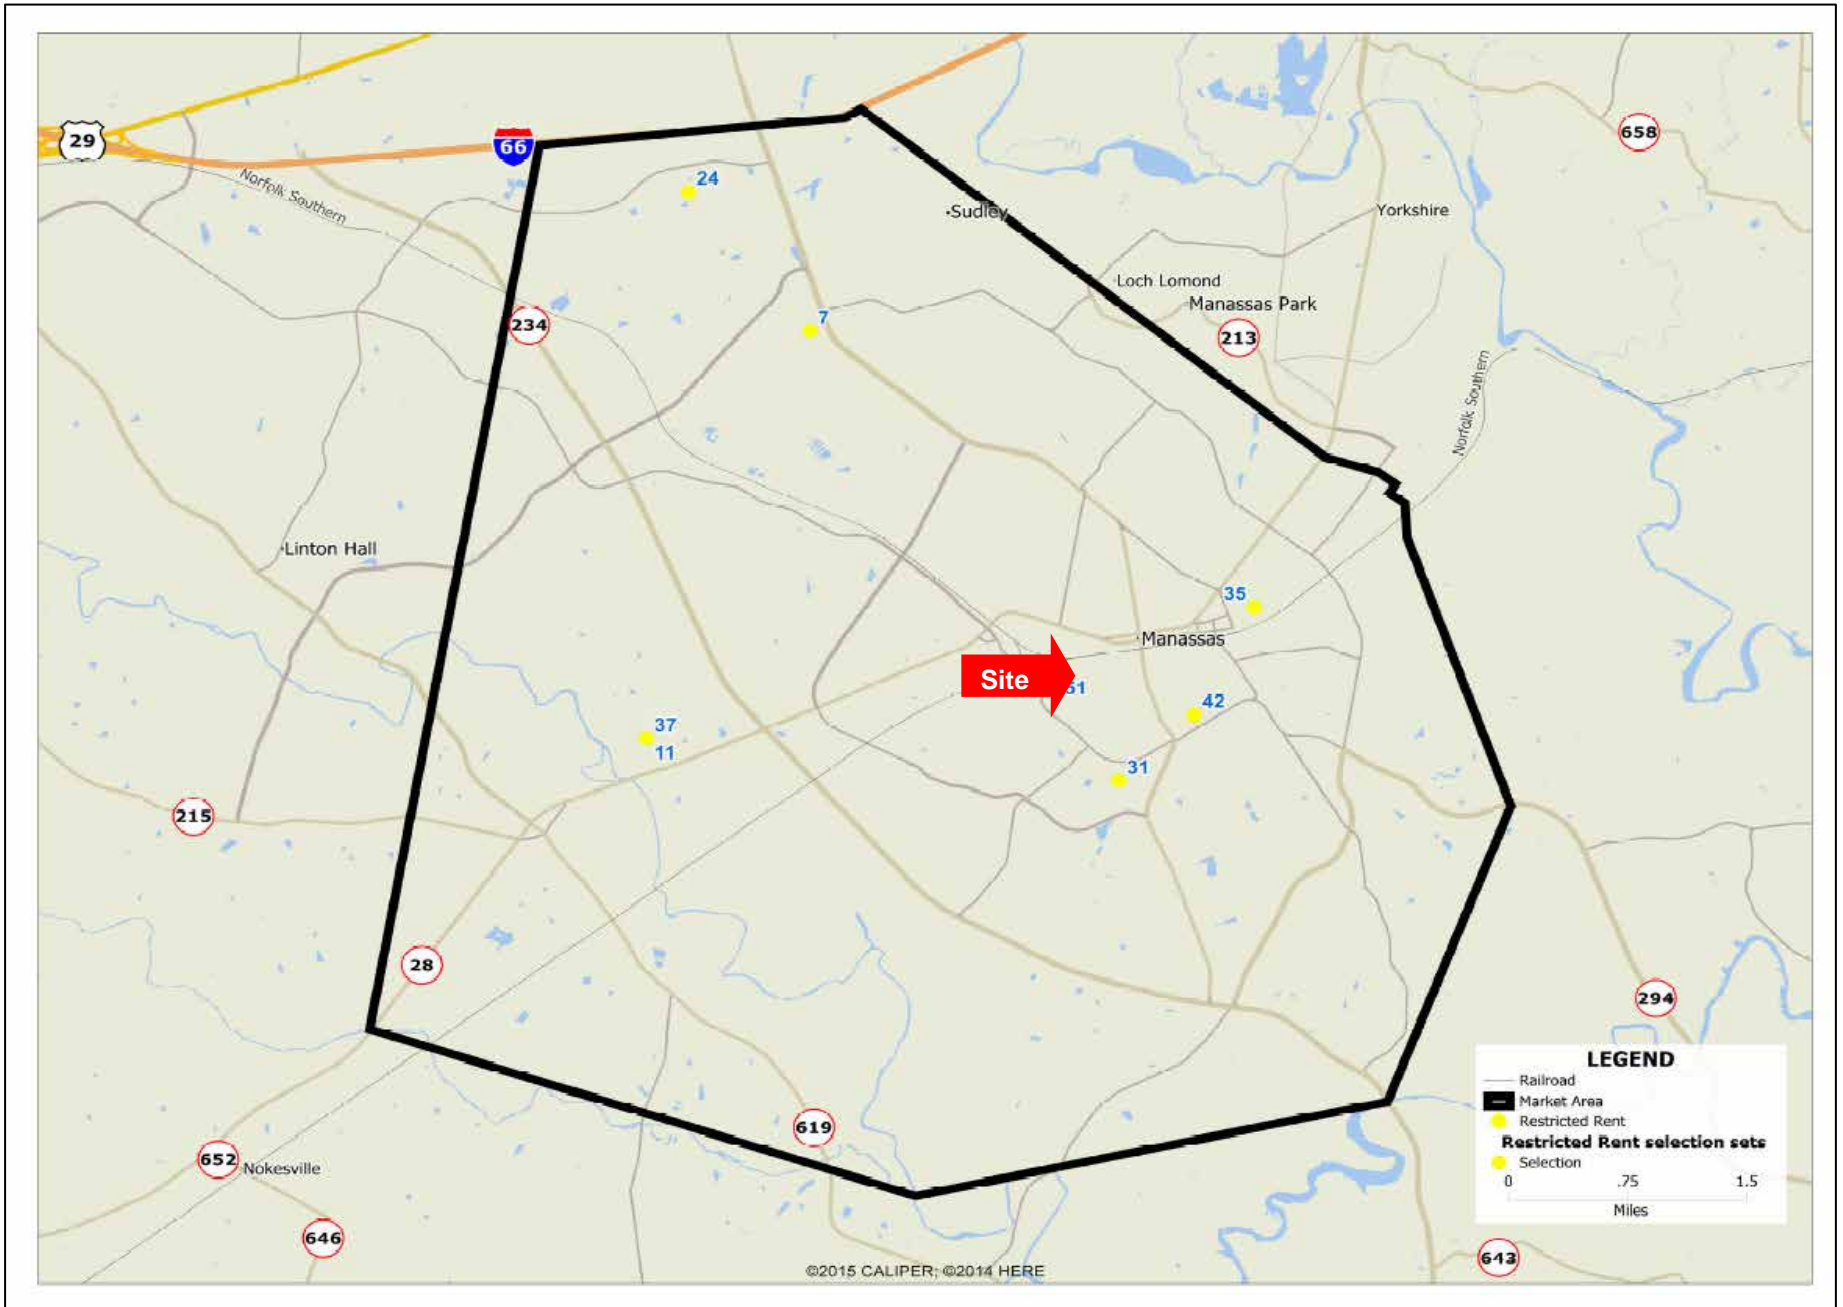 29
66
658
Norfolk Southern
24
Sudley
Yorkshire
Loch Lomond
Manassas Park
234
7
213
Norfolk Southern
Linton Hall
35
Manassas
Site
51
42
37
11
31
215
28
294
LEGEND
Railroad
Market Area
Restricted Rent
Restricted Rent selection sets
Selection
0 .75 1.5
Miles
619
652
Nokesville
646
643
©2015 CALIPER; ©2014 HERE